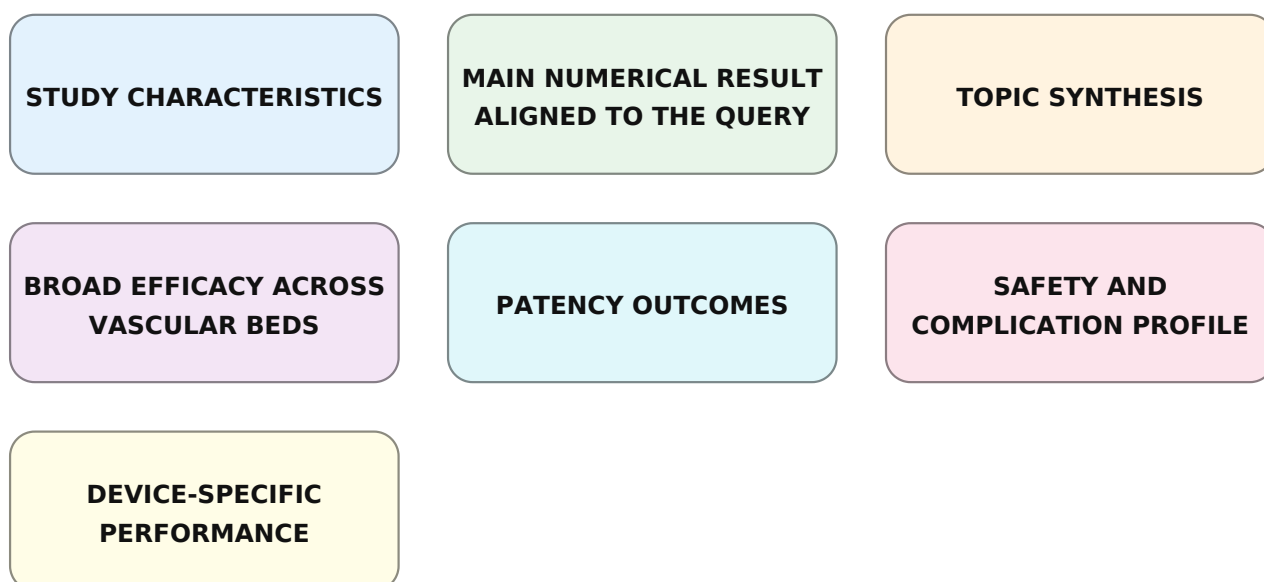 STUDY CHARACTERISTICS
MAIN NUMERICAL RESULT
ALIGNED TO THE QUERY
TOPIC SYNTHESIS
BROAD EFFICACY ACROSS
VASCULAR BEDS
PATENCY OUTCOMES
SAFETY AND
COMPLICATION PROFILE
DEVICE-SPECIFIC
PERFORMANCE